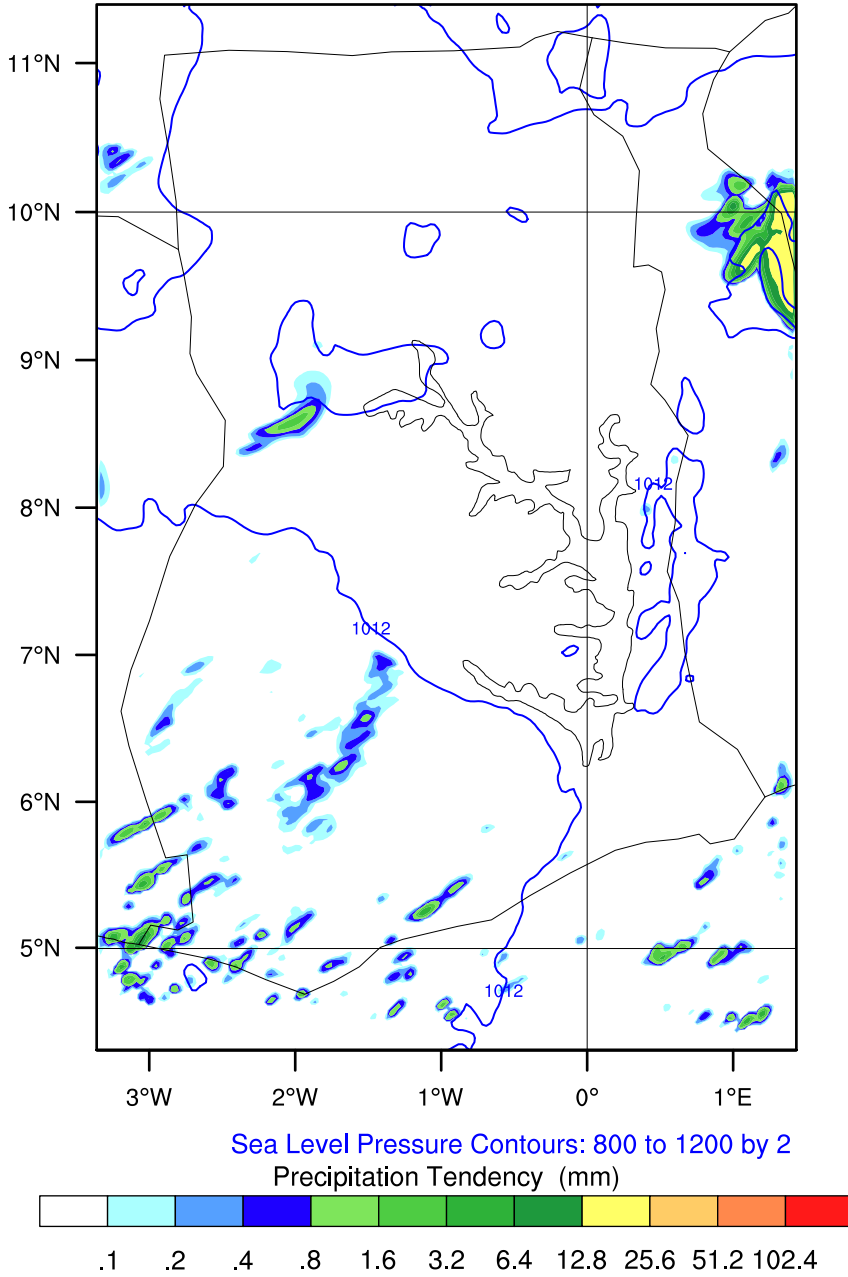 11°N
10°N
9°N
8°N
1012
7°N
1012
6°N
5°N
1012
3°W 2°W 1°W 0° 1°E
Sea Level Pressure Contours: 800 to 1200 by 2
Precipitation Tendency (mm)
.1 .2 .4 .8 1.6 3.2 6.4 12.8 25.6 51.2 102.4